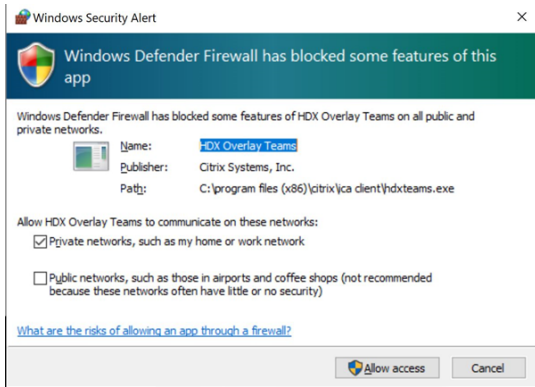 Windows Security Alert
Windows Defender Firewall has blocked some features of this
app
Windows Defender Firewall has blocked some features of HDX Overlay Teams on all public and
private networks.
Name: HDX Overlay Teams
Publisher: Citrix Systems, Inc.
Path: C:\program files (x86)\citrix\ica client\hdxteams.exe
Allow HDX Overlay Teams to communicate on these networks:
Private networks, such as my home or work network
Public networks, such as those in airports and coffee shops (not recommended
because these networks often have little or no security)
What are the risks of allowing an app through a firewall?
Allow access Cancel